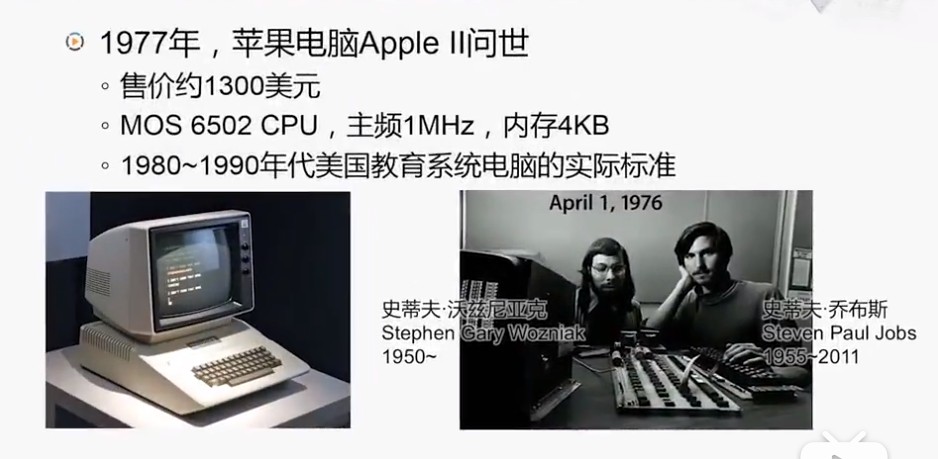 1977年，苹果电脑Apple II问世
售价约1300美元
MOS 6502 CPU，主频1MHz，内存4KB
1980~1990年代美国教育系统电脑的实际标准
April 1, 1976
史蒂夫·沃兹尼亚克
Stephen Gary Wozniak
1950~
史蒂夫·乔布斯
Steven Paul Jobs
1955~2011